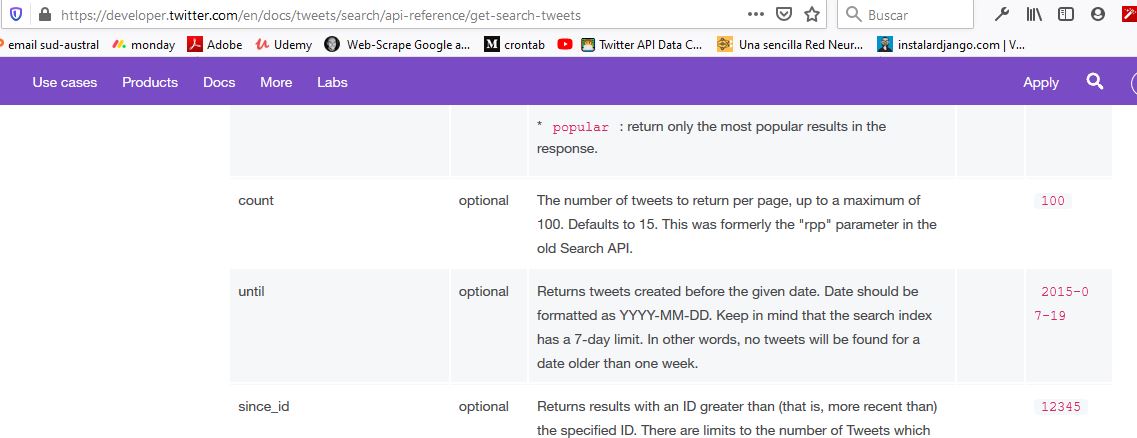 https://developer.twitter.com/en/docs/tweets/search/api-reference/get-search-tweets
Buscar
email sud-austral monday Adobe Udemy Web-Scrape Google a... crontab Twitter API Data C... Una sencilla Red Neur... instalardjango.com | V...
Use cases Products Docs More Labs Apply
* popular : return only the most popular results in the
response.
count optional The number of tweets to return per page, up to a maximum of 100
100. Defaults to 15. This was formerly the "rpp" parameter in the
old Search API.
until optional Returns tweets created before the given date. Date should be 2015-0
formatted as YYYY-MM-DD. Keep in mind that the search index 7-19
has a 7-day limit. In other words, no tweets will be found for a
date older than one week.
since_id optional Returns results with an ID greater than (that is, more recent than) 12345
the specified ID. There are limits to the number of Tweets which